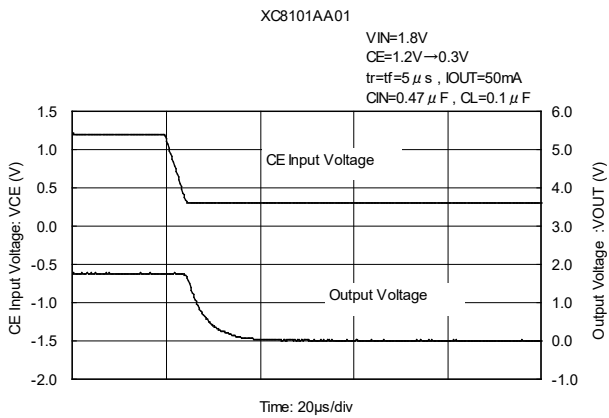 XC8101AA01
VIN=1.8V
CE=1.2V→0.3V
tr=tf=5μs , IOUT=50mA
CIN=0.47μF , CL=0.1μF
CE Input Voltage: VCE (V)
1.5
1.0
0.5
0.0
-0.5
-1.0
-1.5
-2.0
CE Input Voltage
Output Voltage
6.0
5.0
4.0
3.0
2.0
1.0
0.0
-1.0
Output Voltage :VOUT (V)
Time: 20μs/div